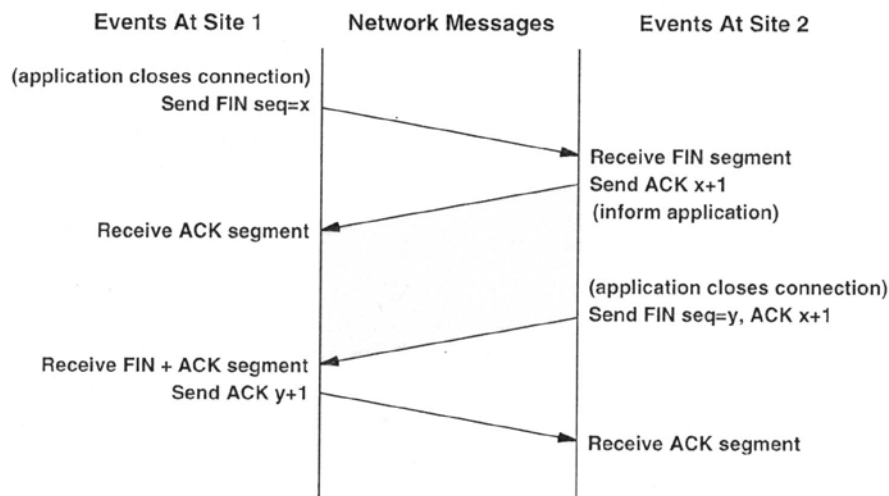 Events At Site 1 Network Messages Events At Site 2
(application closes connection)
Send FIN seq=x
Receive FIN segment
Send ACK x+1
(inform application)
Receive ACK segment
(application closes connection)
Send FIN seq=y, ACK x+1
Receive FIN + ACK segment
Send ACK y+1
Receive ACK segment